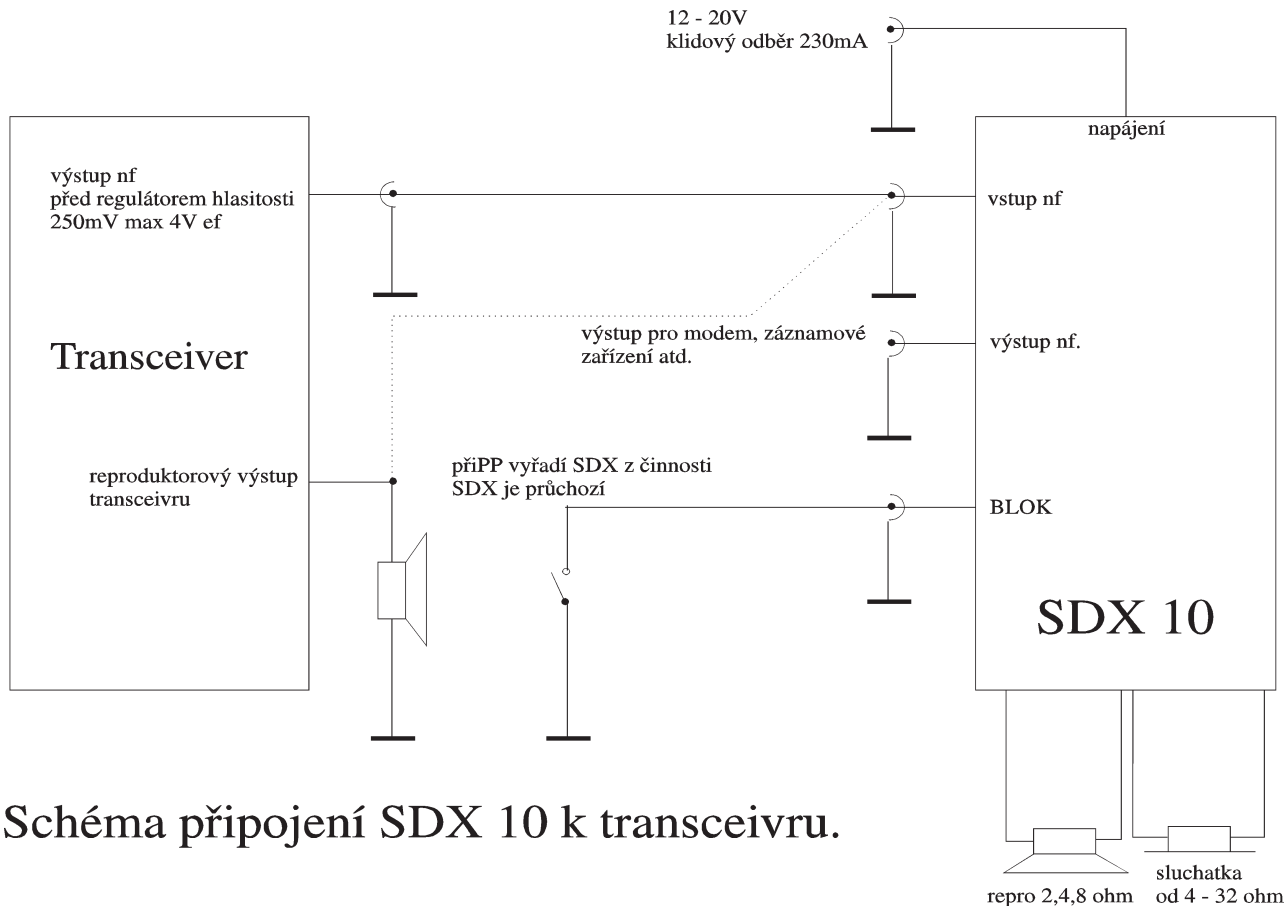 12 - 20V
klidový odběr 230mA
napájení
výstup nf
před regulátorem hlasitosti
250mV max 4V ef
vstup nf
Transceiver
výstup pro modem, záznamové
zařízení atd.
výstup nf.
reproduktorový výstup
transceivru
přiPP vyřadí SDX z činnosti
SDX je průchozí
BLOK
SDX 10
Schéma připojení SDX 10 k transceivru.
repro 2,4,8 ohm
sluchatka
od 4 - 32 ohm